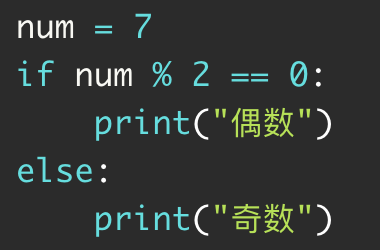 num = 7
if num % 2 == 0:
    print("偶数")
else:
    print("奇数")